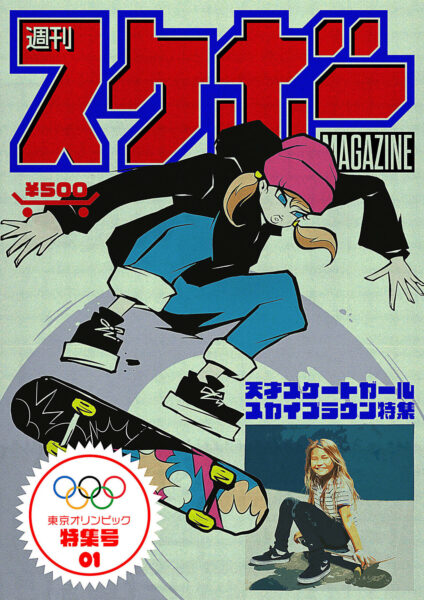 週刊
スケボー
MAGAZINE
¥500
天才スケートガール
スカイブラウン特集
東京オリンピック
特集号
01